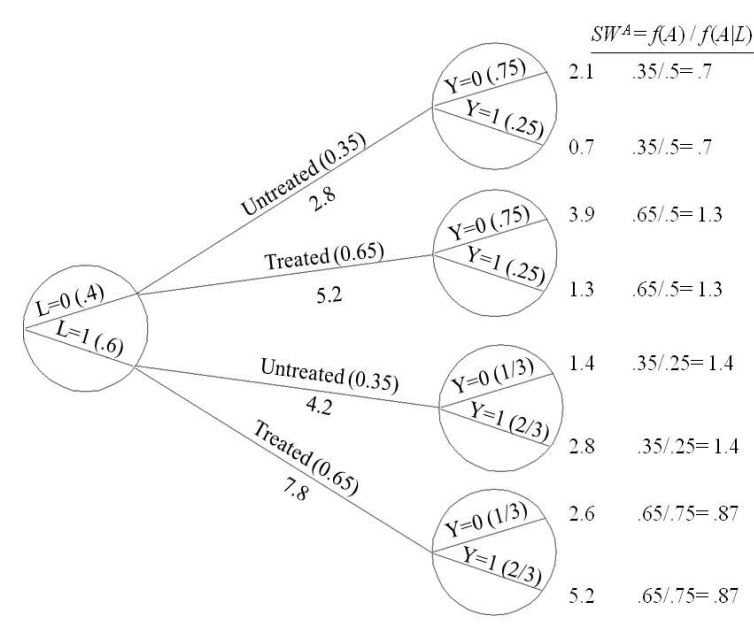 SWᴬ = f(A) / f(A|L)
Y=0 (.75) 2.1 .35/.5= .7
Y=1 (.25) 0.7 .35/.5= .7
Untreated (0.35)
2.8
Y=0 (.75) 3.9 .65/.5= 1.3
Y=1 (.25) 1.3 .65/.5= 1.3
Treated (0.65)
5.2
L=0 (.4)
L=1 (.6)
Untreated (0.35)
4.2
Y=0 (1/3) 1.4 .35/.25= 1.4
Y=1 (2/3) 2.8 .35/.25= 1.4
Treated (0.65)
7.8
Y=0 (1/3) 2.6 .65/.75= .87
Y=1 (2/3) 5.2 .65/.75= .87